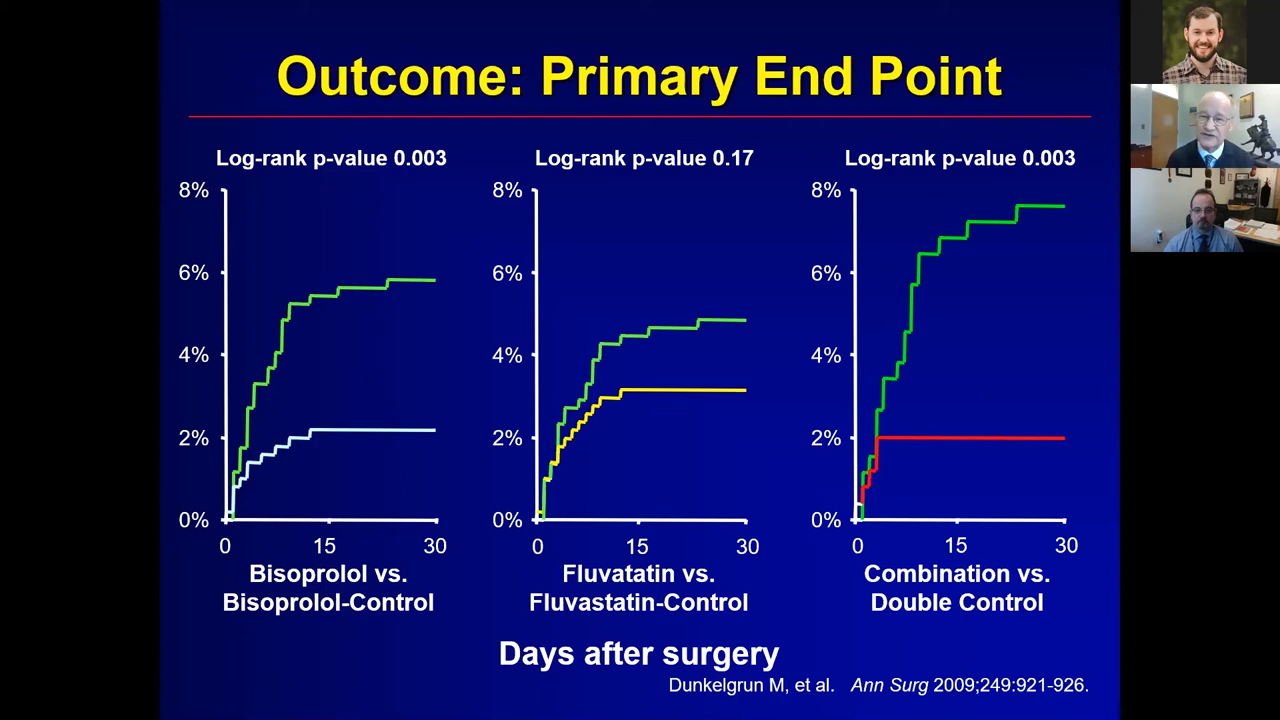 Outcome: Primary End Point
Log-rank p-value 0.003
8%
6%
4%
2%
0%
0 15 30
Bisoprolol vs.
Bisoprolol-Control
Log-rank p-value 0.17
8%
6%
4%
2%
0%
0 15 30
Fluvatatin vs.
Fluvastatin-Control
Log-rank p-value 0.003
8%
6%
4%
2%
0%
0 15 30
Combination vs.
Double Control
Days after surgery
Dunkelgrun M, et al. Ann Surg 2009;249:921-926.